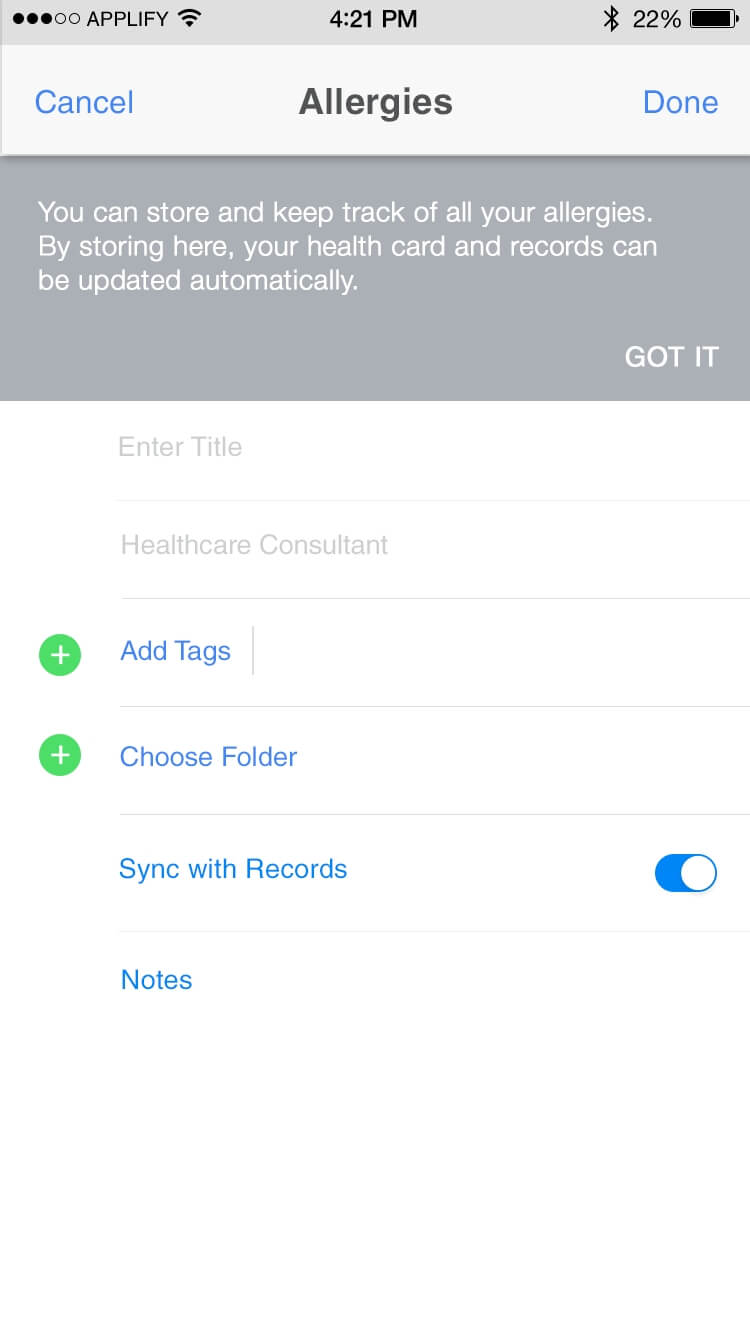 APPLIFY 4:21 PM 22%
Cancel Allergies Done
You can store and keep track of all your allergies.
By storing here, your health card and records can
be updated automatically.
GOT IT
Enter Title
Healthcare Consultant
Add Tags
Choose Folder
Sync with Records
Notes